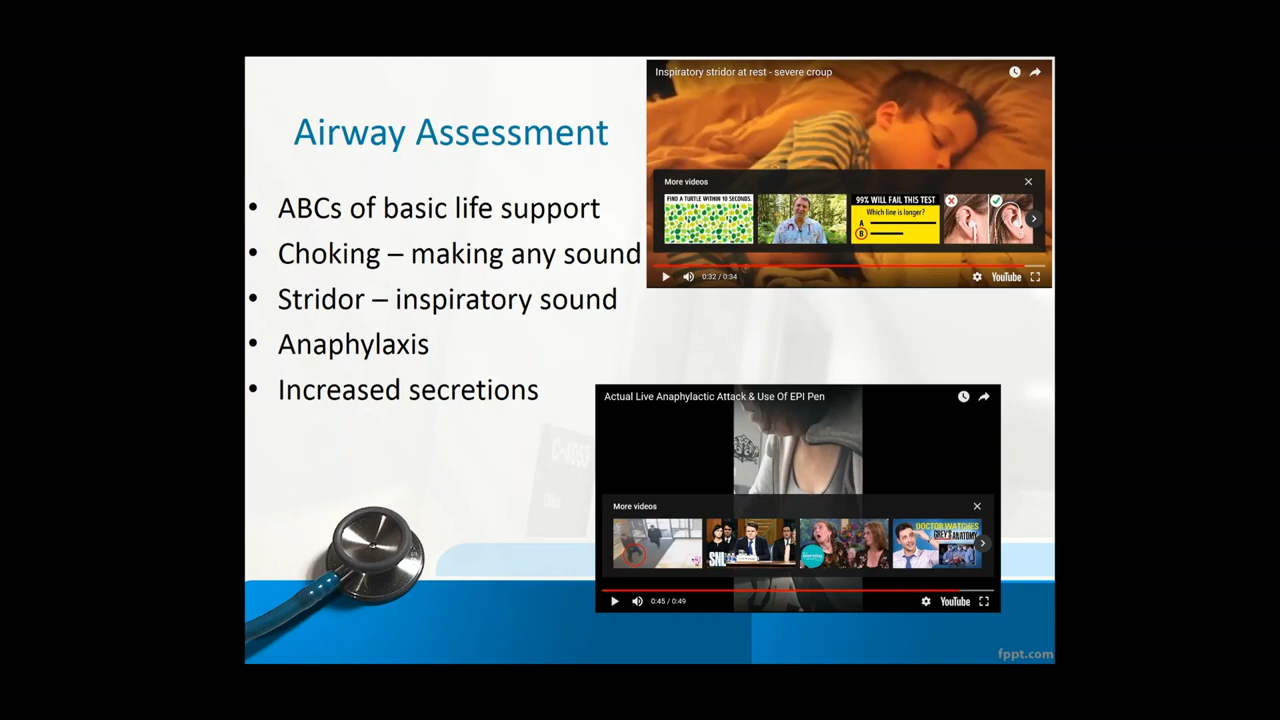 Airway Assessment
• ABCs of basic life support
• Choking – making any sound
• Stridor – inspiratory sound
• Anaphylaxis
• Increased secretions
Inspiratory stridor at rest - severe croup
More videos
FIND A TURTLE WITHIN 10 SECONDS.
99% WILL FAIL THIS TEST
Which line is longer?
A
B
0:32 / 0:34
YouTube
Actual Live Anaphylactic Attack & Use Of EPI Pen
More videos
SNL
DOCTOR WATCHES
GREY'S ANATOMY
0:45 / 0:49
YouTube
fppt.com